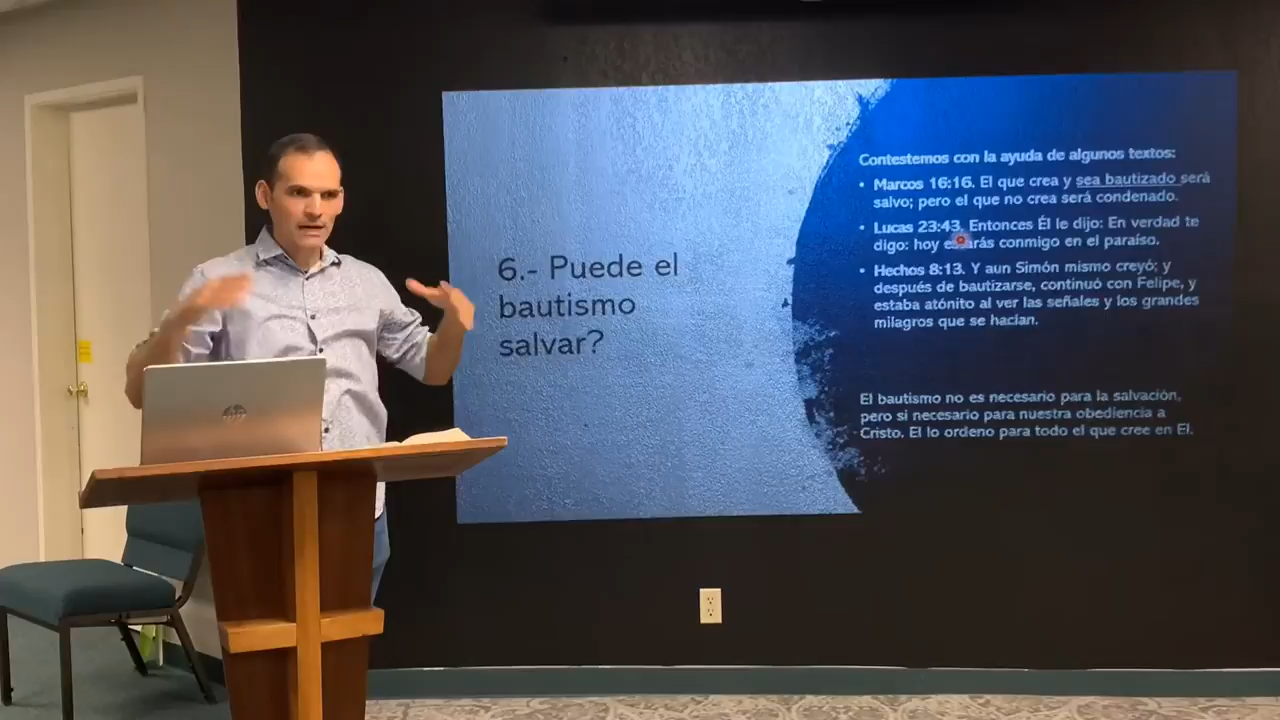 6.- Puede el
bautismo
salvar?
Contestemos con la ayuda de algunos textos:
• Marcos 16:16. El que crea y sea bautizado será
salvo; pero el que no crea será condenado.
• Lucas 23:43. Entonces Él le dijo: En verdad te
digo: hoy estarás conmigo en el paraíso.
• Hechos 8:13. Y aun Simón mismo creyó; y
después de bautizarse, continuó con Felipe, y
estaba atónito al ver las señales y los grandes
milagros que se hacían.
El bautismo no es necesario para la salvación,
pero si necesario para nuestra obediencia a
Cristo. El lo ordeno para todo el que cree en El.